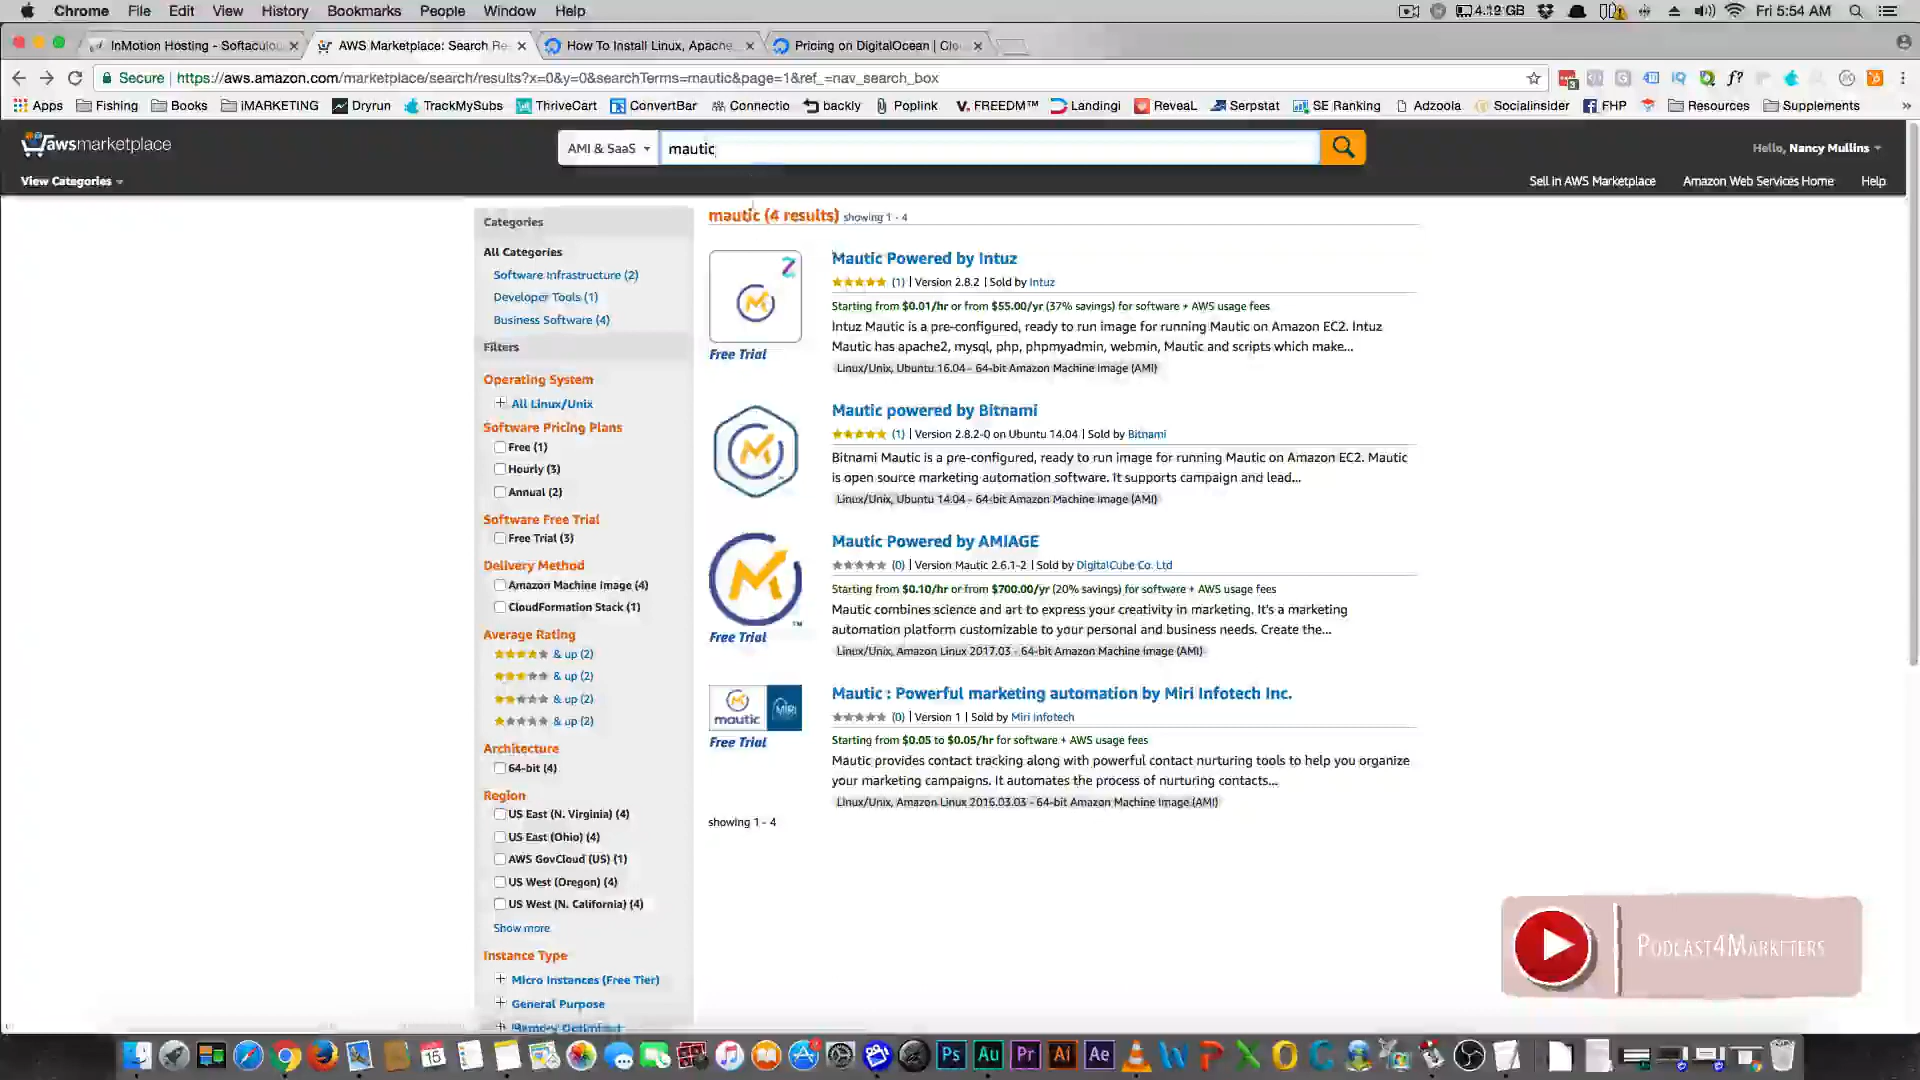 Chrome File Edit View History Bookmarks People Window Help
4.12 GB Fri 5:54 AM
InMotion Hosting - Softaculou
AWS Marketplace: Search Re
How To Install Linux, Apache
Pricing on DigitalOcean | Clo
Secure https://aws.amazon.com/marketplace/search/results?x=0&y=0&searchTerms=mautic&page=1&ref_=nav_search_box
Apps Fishing Books iMARKETING Dryrun TrackMySubs ThriveCart ConvertBar Connectio backly Poplink V.FREEDM™ Landingi ReveaL Serpstat SE Ranking Adzoola Socialinsider FHP Resources Supplements »
awsmarketplace
AMI & SaaS
mautic
Hello, Nancy Mullins
View Categories
Sell in AWS Marketplace Amazon Web Services Home Help
Categories
All Categories
Software Infrastructure (2)
Developer Tools (1)
Business Software (4)
Filters
Operating System
All Linux/Unix
Software Pricing Plans
Free (1)
Hourly (3)
Annual (2)
Software Free Trial
Free Trial (3)
Delivery Method
Amazon Machine Image (4)
CloudFormation Stack (1)
Average Rating
& up (2)
& up (2)
& up (2)
& up (2)
Architecture
64-bit (4)
Region
US East (N. Virginia) (4)
US East (Ohio) (4)
AWS GovCloud (US) (1)
US West (Oregon) (4)
US West (N. California) (4)
Show more
Instance Type
Micro Instances (Free Tier)
General Purpose
Memory Optimized
mautic (4 results) showing 1 - 4
Mautic Powered by Intuz
(1) | Version 2.8.2 | Sold by Intuz
Starting from $0.01/hr or from $55.00/yr (37% savings) for software + AWS usage fees
Intuz Mautic is a pre-configured, ready to run image for running Mautic on Amazon EC2. Intuz
Mautic has apache2, mysql, php, phpmyadmin, webmin, Mautic and scripts which make...
Free Trial
Linux/Unix, Ubuntu 16.04 - 64-bit Amazon Machine Image (AMI)
Mautic powered by Bitnami
(1) | Version 2.8.2-0 on Ubuntu 14.04 | Sold by Bitnami
Bitnami Mautic is a pre-configured, ready to run image for running Mautic on Amazon EC2. Mautic
is open source marketing automation software. It supports campaign and lead...
Linux/Unix, Ubuntu 14.04 - 64-bit Amazon Machine Image (AMI)
Mautic Powered by AMIAGE
(0) | Version Mautic 2.6.1-2 | Sold by DigitalCube Co. Ltd
Starting from $0.10/hr or from $700.00/yr (20% savings) for software + AWS usage fees
Mautic combines science and art to express your creativity in marketing. It's a marketing
automation platform customizable to your personal and business needs. Create the...
Free Trial
Linux/Unix, Amazon Linux 2017.03 - 64-bit Amazon Machine Image (AMI)
Mautic : Powerful marketing automation by Miri Infotech Inc.
(0) | Version 1 | Sold by Miri Infotech
mautic MIRI
Free Trial
Starting from $0.05 to $0.05/hr for software + AWS usage fees
Mautic provides contact tracking along with powerful contact nurturing tools to help you organize
your marketing campaigns. It automates the process of nurturing contacts...
Linux/Unix, Amazon Linux 2016.03.03 - 64-bit Amazon Machine Image (AMI)
showing 1 - 4
Podcast4Marketers
15 Ps Au Pr Ai Ae